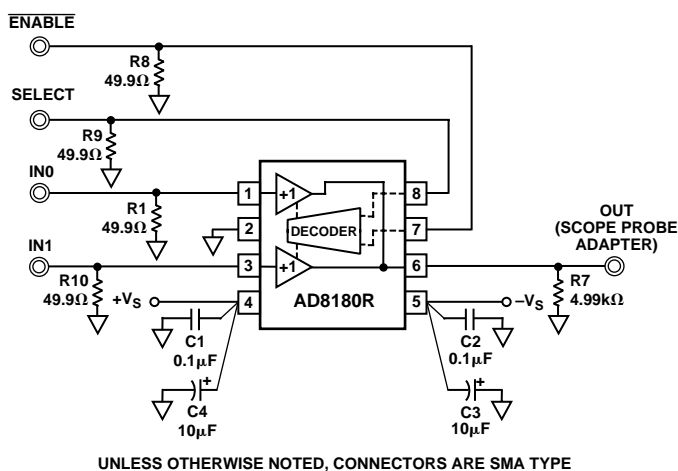 ENABLE
R8
49.9Ω
SELECT
R9
49.9Ω
IN0
1
+1
8
R1
49.9Ω
2
DECODER
7
OUT
(SCOPE PROBE
ADAPTER)
IN1
3
+1
6
R10
49.9Ω
R7
4.99kΩ
+VS
4
AD8180R
5
–VS
C1
0.1μF
C2
0.1μF
+
C4
10μF
+
C3
10μF
UNLESS OTHERWISE NOTED, CONNECTORS ARE SMA TYPE